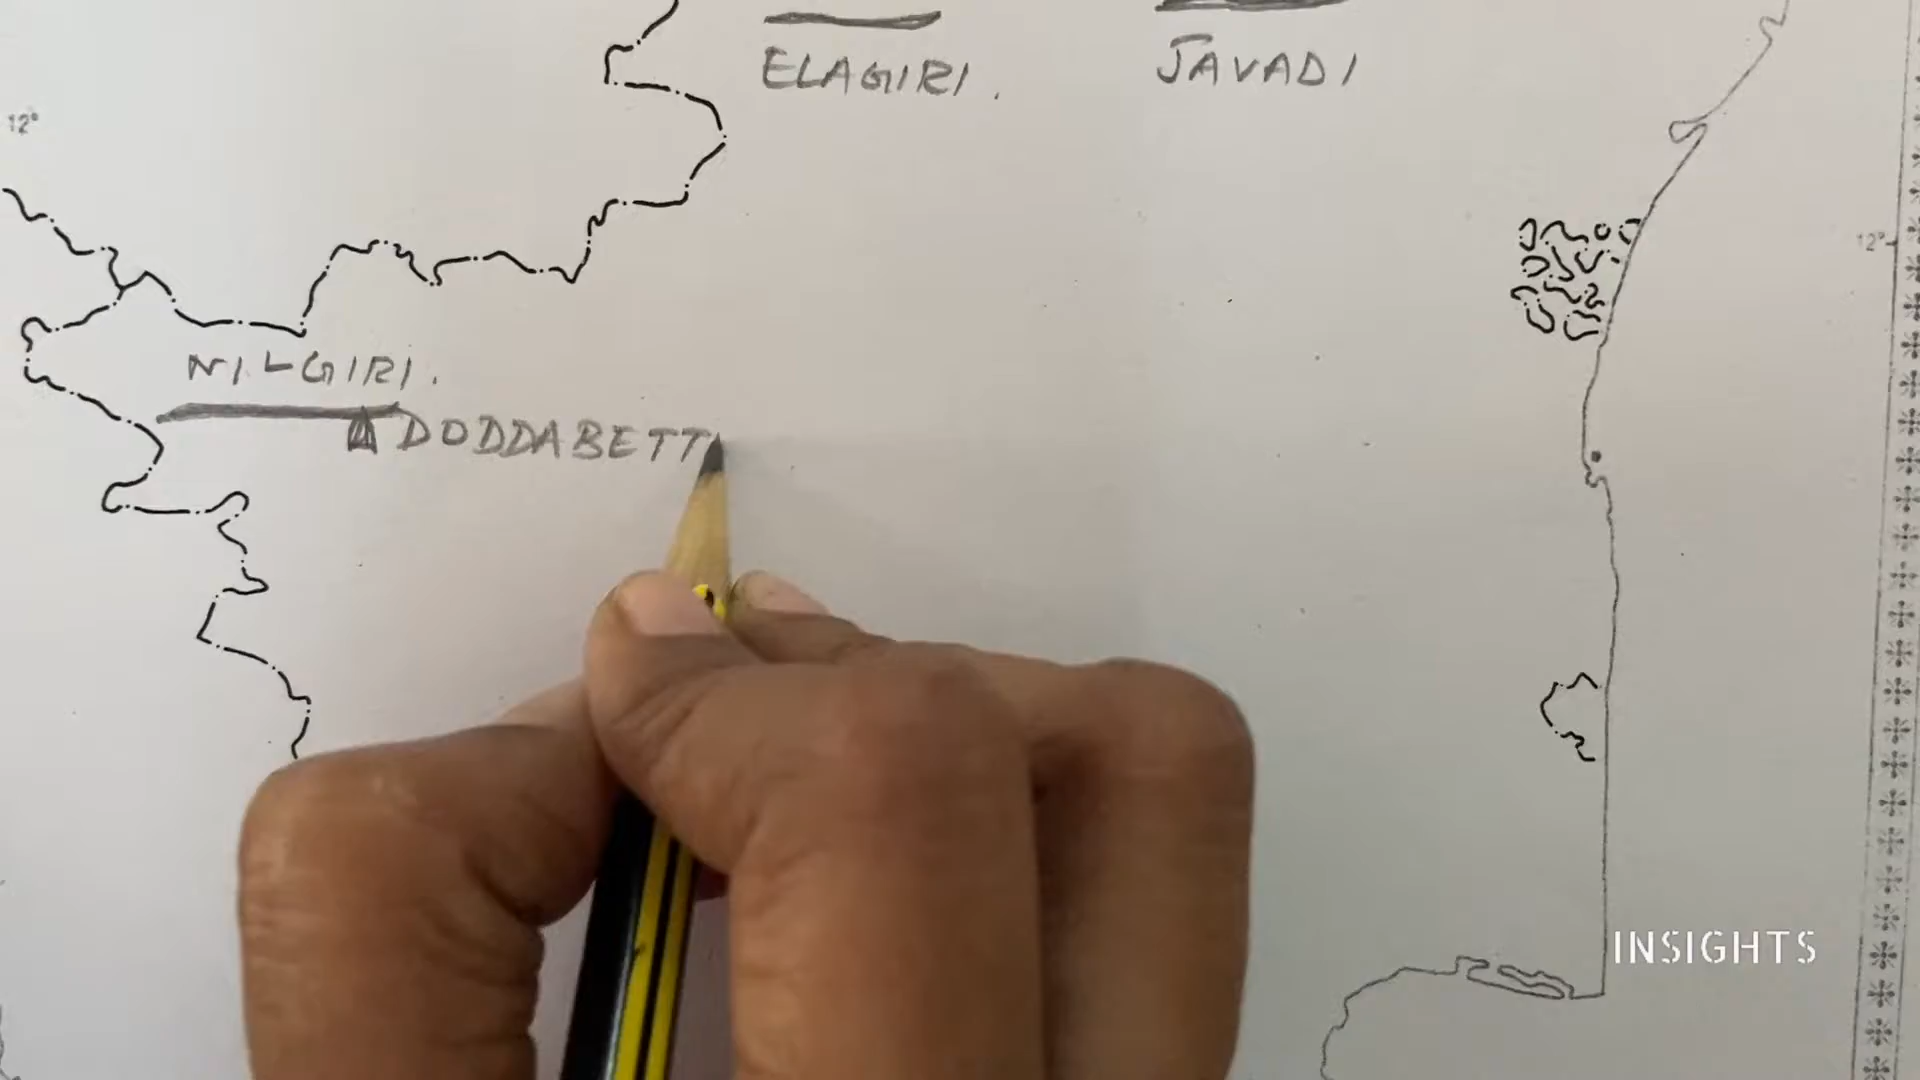 ELAGIRI.
JAVADI
12°
12°
NILGIRI.
DODDABETT
INSIGHTS